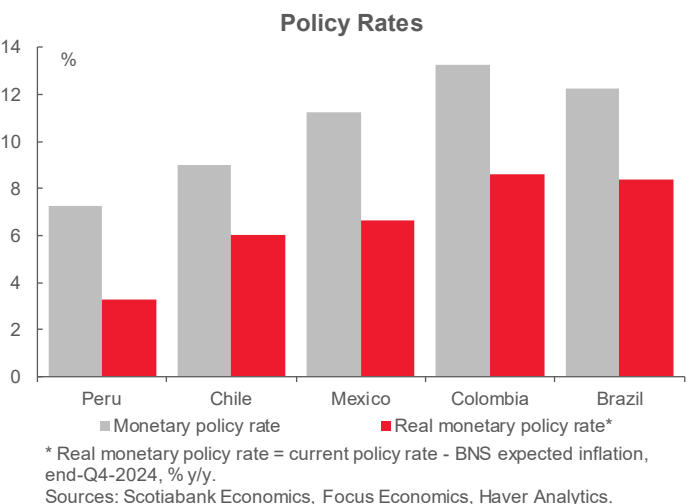 Policy Rates
14
%
12
10
8
6
4
2
0
Peru Chile Mexico Colombia Brazil
Monetary policy rate Real monetary policy rate*
* Real monetary policy rate = current policy rate - BNS expected inflation,
end-Q4-2024, % y/y.
Sources: Scotiabank Economics, Focus Economics, Haver Analytics.